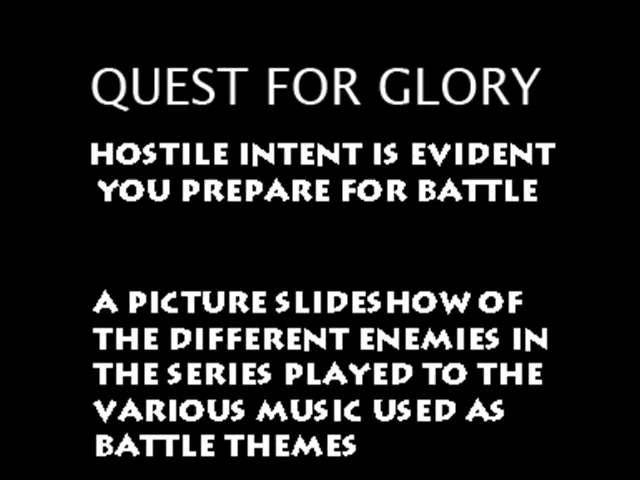 QUEST FOR GLORY
HOSTILE INTENT IS EVIDENT
YOU PREPARE FOR BATTLE
A PICTURE SLIDESHOW OF
THE DIFFERENT ENEMIES IN
THE SERIES PLAYED TO THE
VARIOUS MUSIC USED AS
BATTLE THEMES